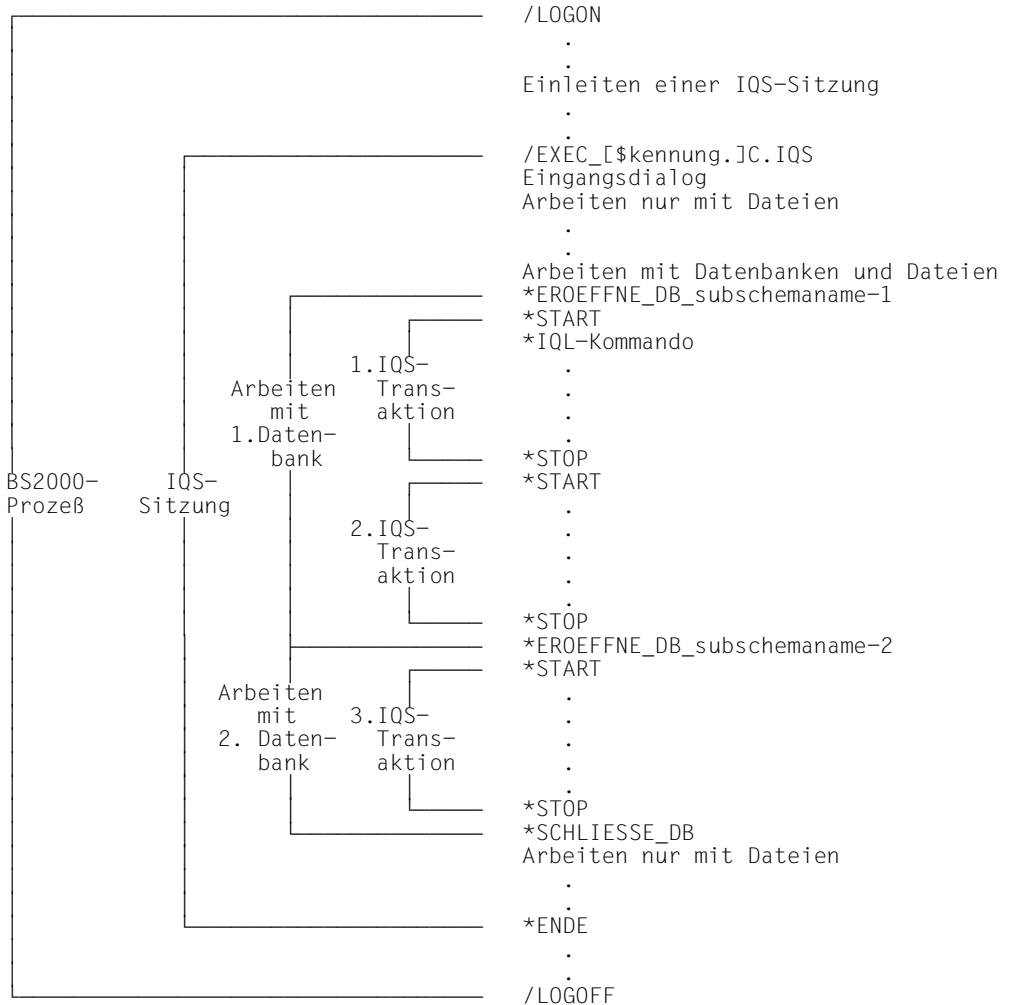 /LOGON
.
.
Einleiten einer IQS-Sitzung
.
.
/EXEC_[$kennung.]C.IQS
Eingangsdialog
Arbeiten nur mit Dateien
.
.
Arbeiten mit Datenbanken und Dateien
*EROEFFNE_DB_subschemaname-1
*START
*IQL-Kommando
1.IQS-
Trans-
aktion
Arbeiten
mit
1.Daten-
bank
.
.
.
.
*STOP
BS2000-
Prozeß
IQS-
Sitzung
*START
2.IQS-
Trans-
aktion
.
.
.
.
.
*STOP
*EROEFFNE_DB_subschemaname-2
*START
Arbeiten
mit
2. Daten-
bank
3.IQS-
Trans-
aktion
.
.
.
.
.
*STOP
*SCHLIESSE_DB
Arbeiten nur mit Dateien
.
.
*ENDE
.
.
/LOGOFF